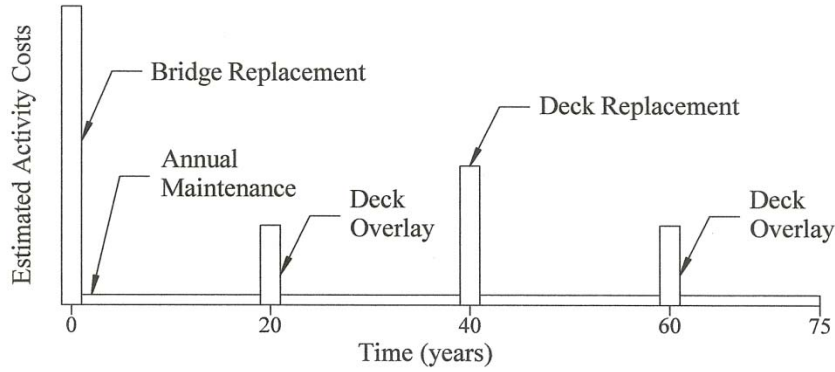 Estimated Activity Costs
Bridge Replacement
Annual
Maintenance
Deck
Overlay
Deck Replacement
Deck
Overlay
0
20
40
60
75
Time (years)